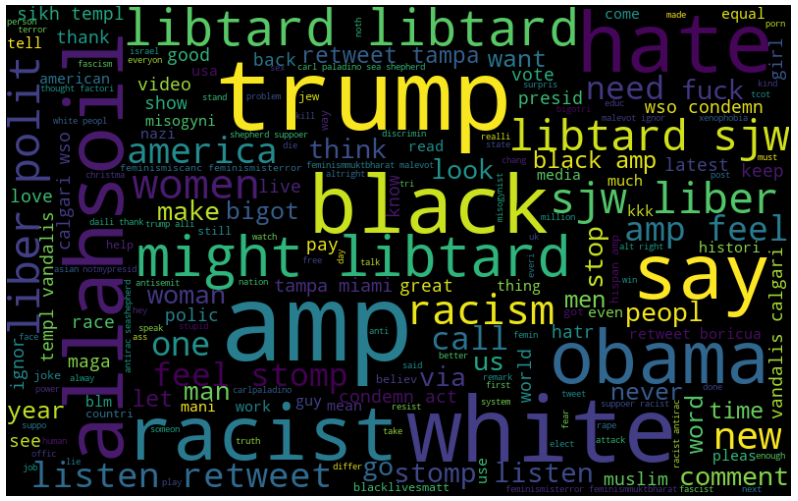 sikh templ
libtard libtard
hate
come
equal
tell
thank
good
back
retweet tampa
want
girl
american
video
usa
trump
vote
need fuck
show
misogyni
nazi
jew
presid
wso condemn
liber polit
allahsoil
america
think
read
libtard sjw
black amp
latest
keep
women
live
look
media
much
love
calgari wso
make
bigot
know
black
sjw liber
kkk
templ vandalis
might libtard
pay
stop
amp feel
histori
woman
tampa miami
great
thing
men
even
say
race
polic
amp
racism
peopl
ignor
maga
one
call
hatr
us
retweet boricua
vandalis calgari
joke
blm
feel stomp
via
world
never
obama
year
man
let
condemn act
word
time
new
see
mani
guy
mean
believ
work
racist
white
go
use
muslim
pleas
comment
listen retweet
stomp listen
blacklivesmatt
carl paladino sea shepherd
israel
everyon
person
terror
fascism
thought factori
white peopl
made
porn
noth
surpris
tcot
kind
educ
bigotri
malevot ignor
xenophobia
stand
problem
sex
kill
way
shepherd suppoer
discrimin
realli
state
must
die
feminismiscanc feminismisterror
feminismmuktbharat malevot
altright
chang
post
christma
tri
misogynist
million
daili thank
trump alli
still
watch
day
free
talk
uk
everi
tweet
alt right
win
hispan amp
help
asian
notmypresid
antisemit
nation
hey
speak
stupid
ass
anti
femin
got
face
power
alway
antirac seashepherd
carlpaladino
said
better
remark
first
system
resist
fear
done
suppoer racist
racist antirac
countri
human
someon
truth
take
elect
attack
rape
enough
suppo
offic
job
lie
play
differ
feminismisterror feminismmuktbharat
fascist
next